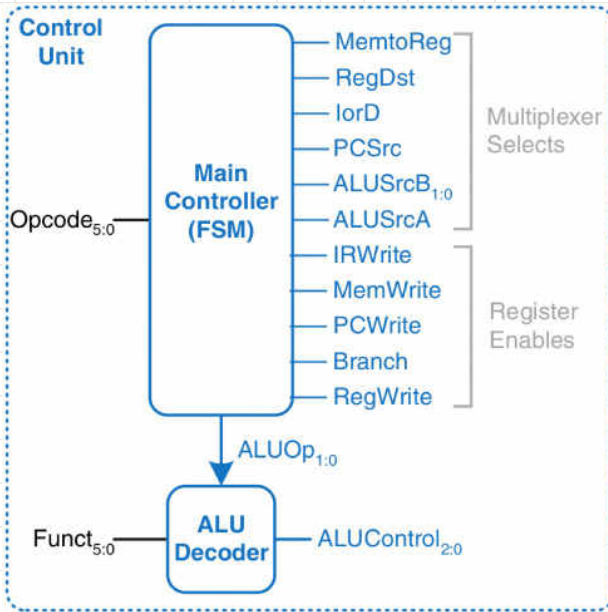 Control
Unit
MemtoReg
RegDst
IorD
PCSrc
ALUSrcB1:0
ALUSrcA
IRWrite
MemWrite
PCWrite
Branch
RegWrite
Multiplexer
Selects
Register
Enables
Main
Controller
(FSM)
Opcode5:0
ALUOp1:0
ALU
Decoder
Funct5:0
ALUControl2:0